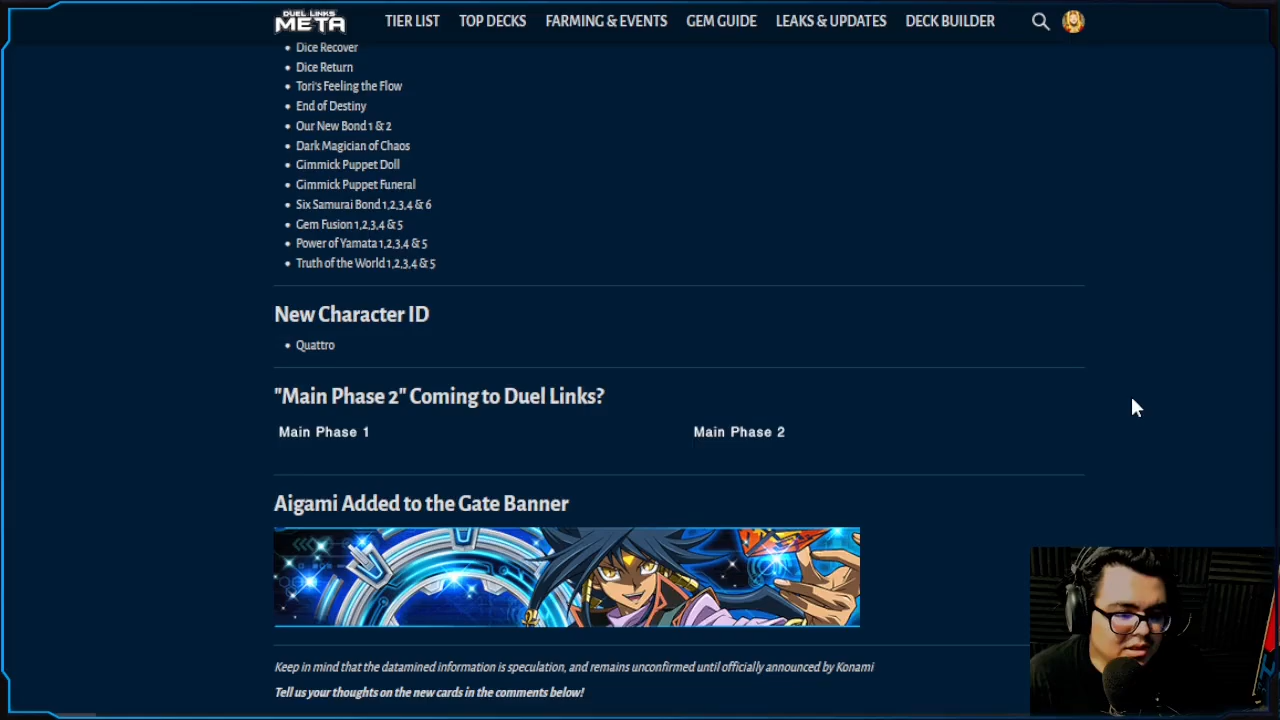 DUEL LINKS
META
TIER LIST TOP DECKS FARMING & EVENTS GEM GUIDE LEAKS & UPDATES DECK BUILDER
Dice Recover
Dice Return
Tori's Feeling the Flow
End of Destiny
Our New Bond 1 & 2
Dark Magician of Chaos
Gimmick Puppet Doll
Gimmick Puppet Funeral
Six Samurai Bond 1,2,3,4 & 6
Gem Fusion 1,2,3,4 & 5
Power of Yamata 1,2,3,4 & 5
Truth of the World 1,2,3,4 & 5
New Character ID
Quattro
"Main Phase 2" Coming to Duel Links?
Main Phase 1 Main Phase 2
Aigami Added to the Gate Banner
Keep in mind that the datamined information is speculation, and remains unconfirmed until officially announced by Konami
Tell us your thoughts on the new cards in the comments below!